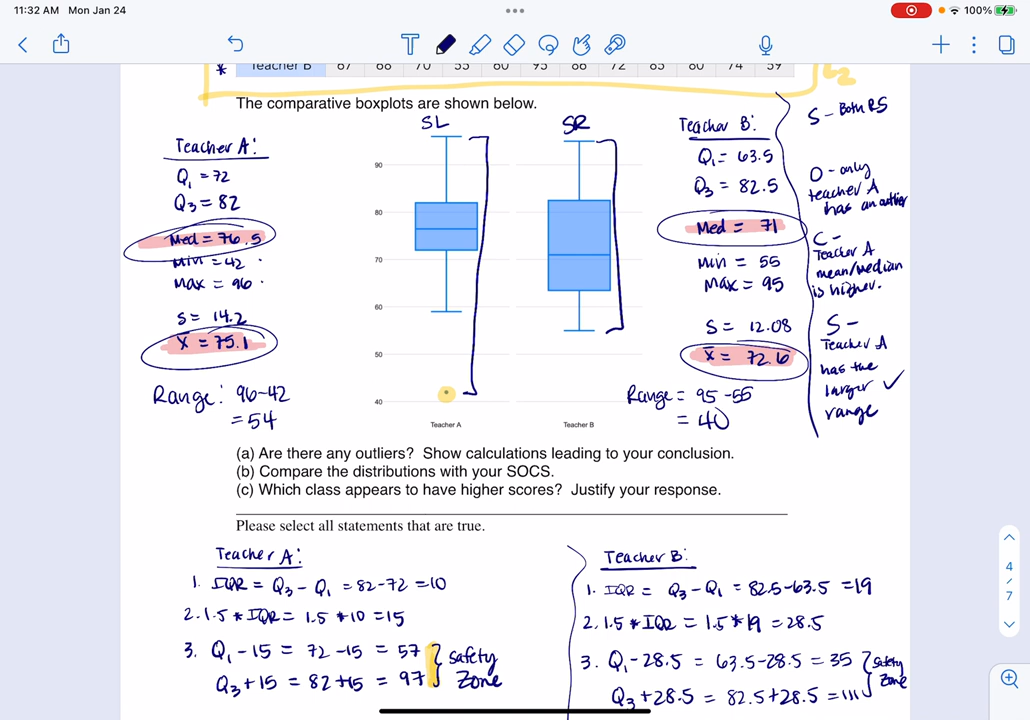 11:32 AM Mon Jan 24
100%
Teacher B 67 68 70 55 60 95 86 72 85 80 74 59
The comparative boxplots are shown below.
SL SR
Teacher A:
Q1 = 72
Q3 = 82
Med = 76.5
Min = 42
Max = 96
S = 14.2
X̄ = 75.1
Range: 96-42
= 54
90
80
70
60
50
40
Teacher A
Teacher B
Teacher B:
Q1 = 63.5
Q3 = 82.5
Med = 71
Min = 55
Max = 95
S = 12.08
X̄ = 72.6
Range = 95-55
= 40
S - Both RS
O - only
teacher A
has an outlier
C -
Teacher A
mean/median
is higher.
S -
Teacher A
has the
larger ✓
range
(a) Are there any outliers? Show calculations leading to your conclusion.
(b) Compare the distributions with your SOCS.
(c) Which class appears to have higher scores? Justify your response.
Please select all statements that are true.
Teacher A:
1. IQR = Q3 - Q1 = 82-72 = 10
2. 1.5 * IQR = 1.5 * 10 = 15
3. Q1 - 15 = 72 - 15 = 57
Q3 + 15 = 82 + 15 = 97
Safety
Zone
Teacher B:
1. IQR = Q3 - Q1 = 82.5-63.5 = 19
2. 1.5 * IQR = 1.5 * 19 = 28.5
3. Q1 - 28.5 = 63.5-28.5 = 35
Q3 + 28.5 = 82.5 + 28.5 = 111
Safety
Zone
4
/
7